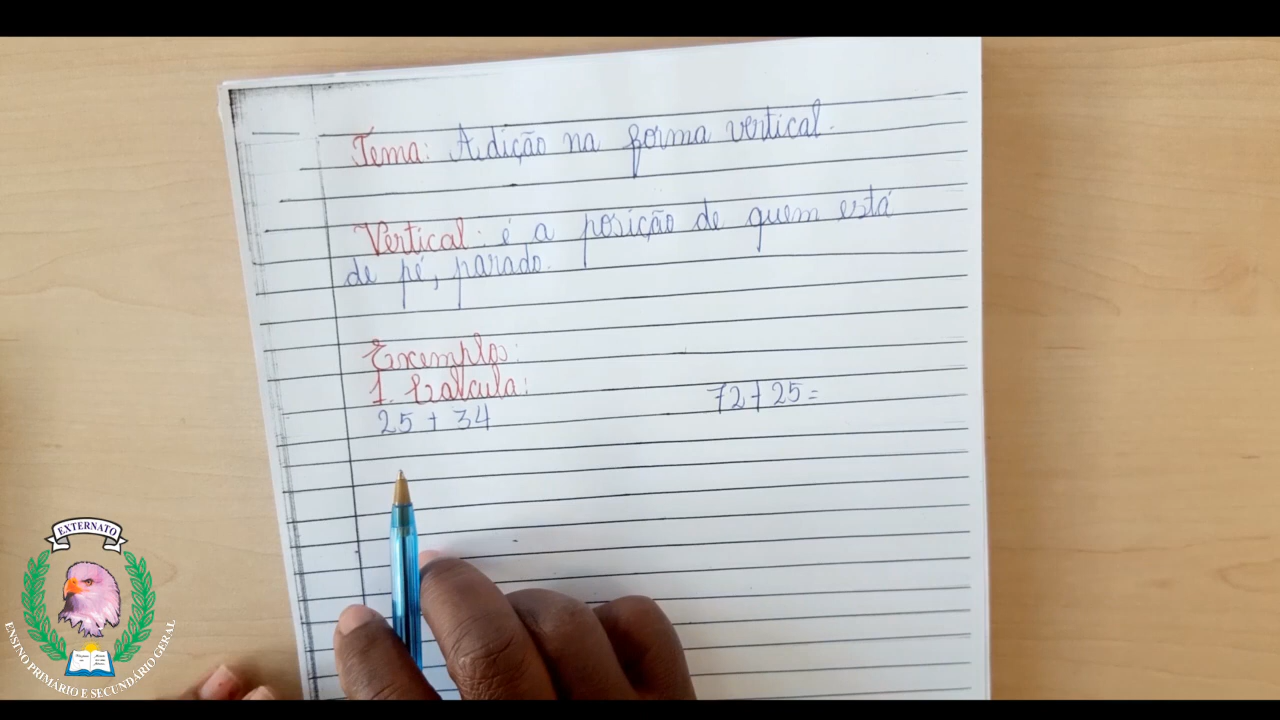 Tema: Adição na forma vertical.
Vertical: é a posição de quem está
de pé, parado.
Exemplo:
1. Calcula:
25 + 34
72 + 25 =
EXTERNATO
ENSINO PRIMÁRIO E SECUNDÁRIO GERAL